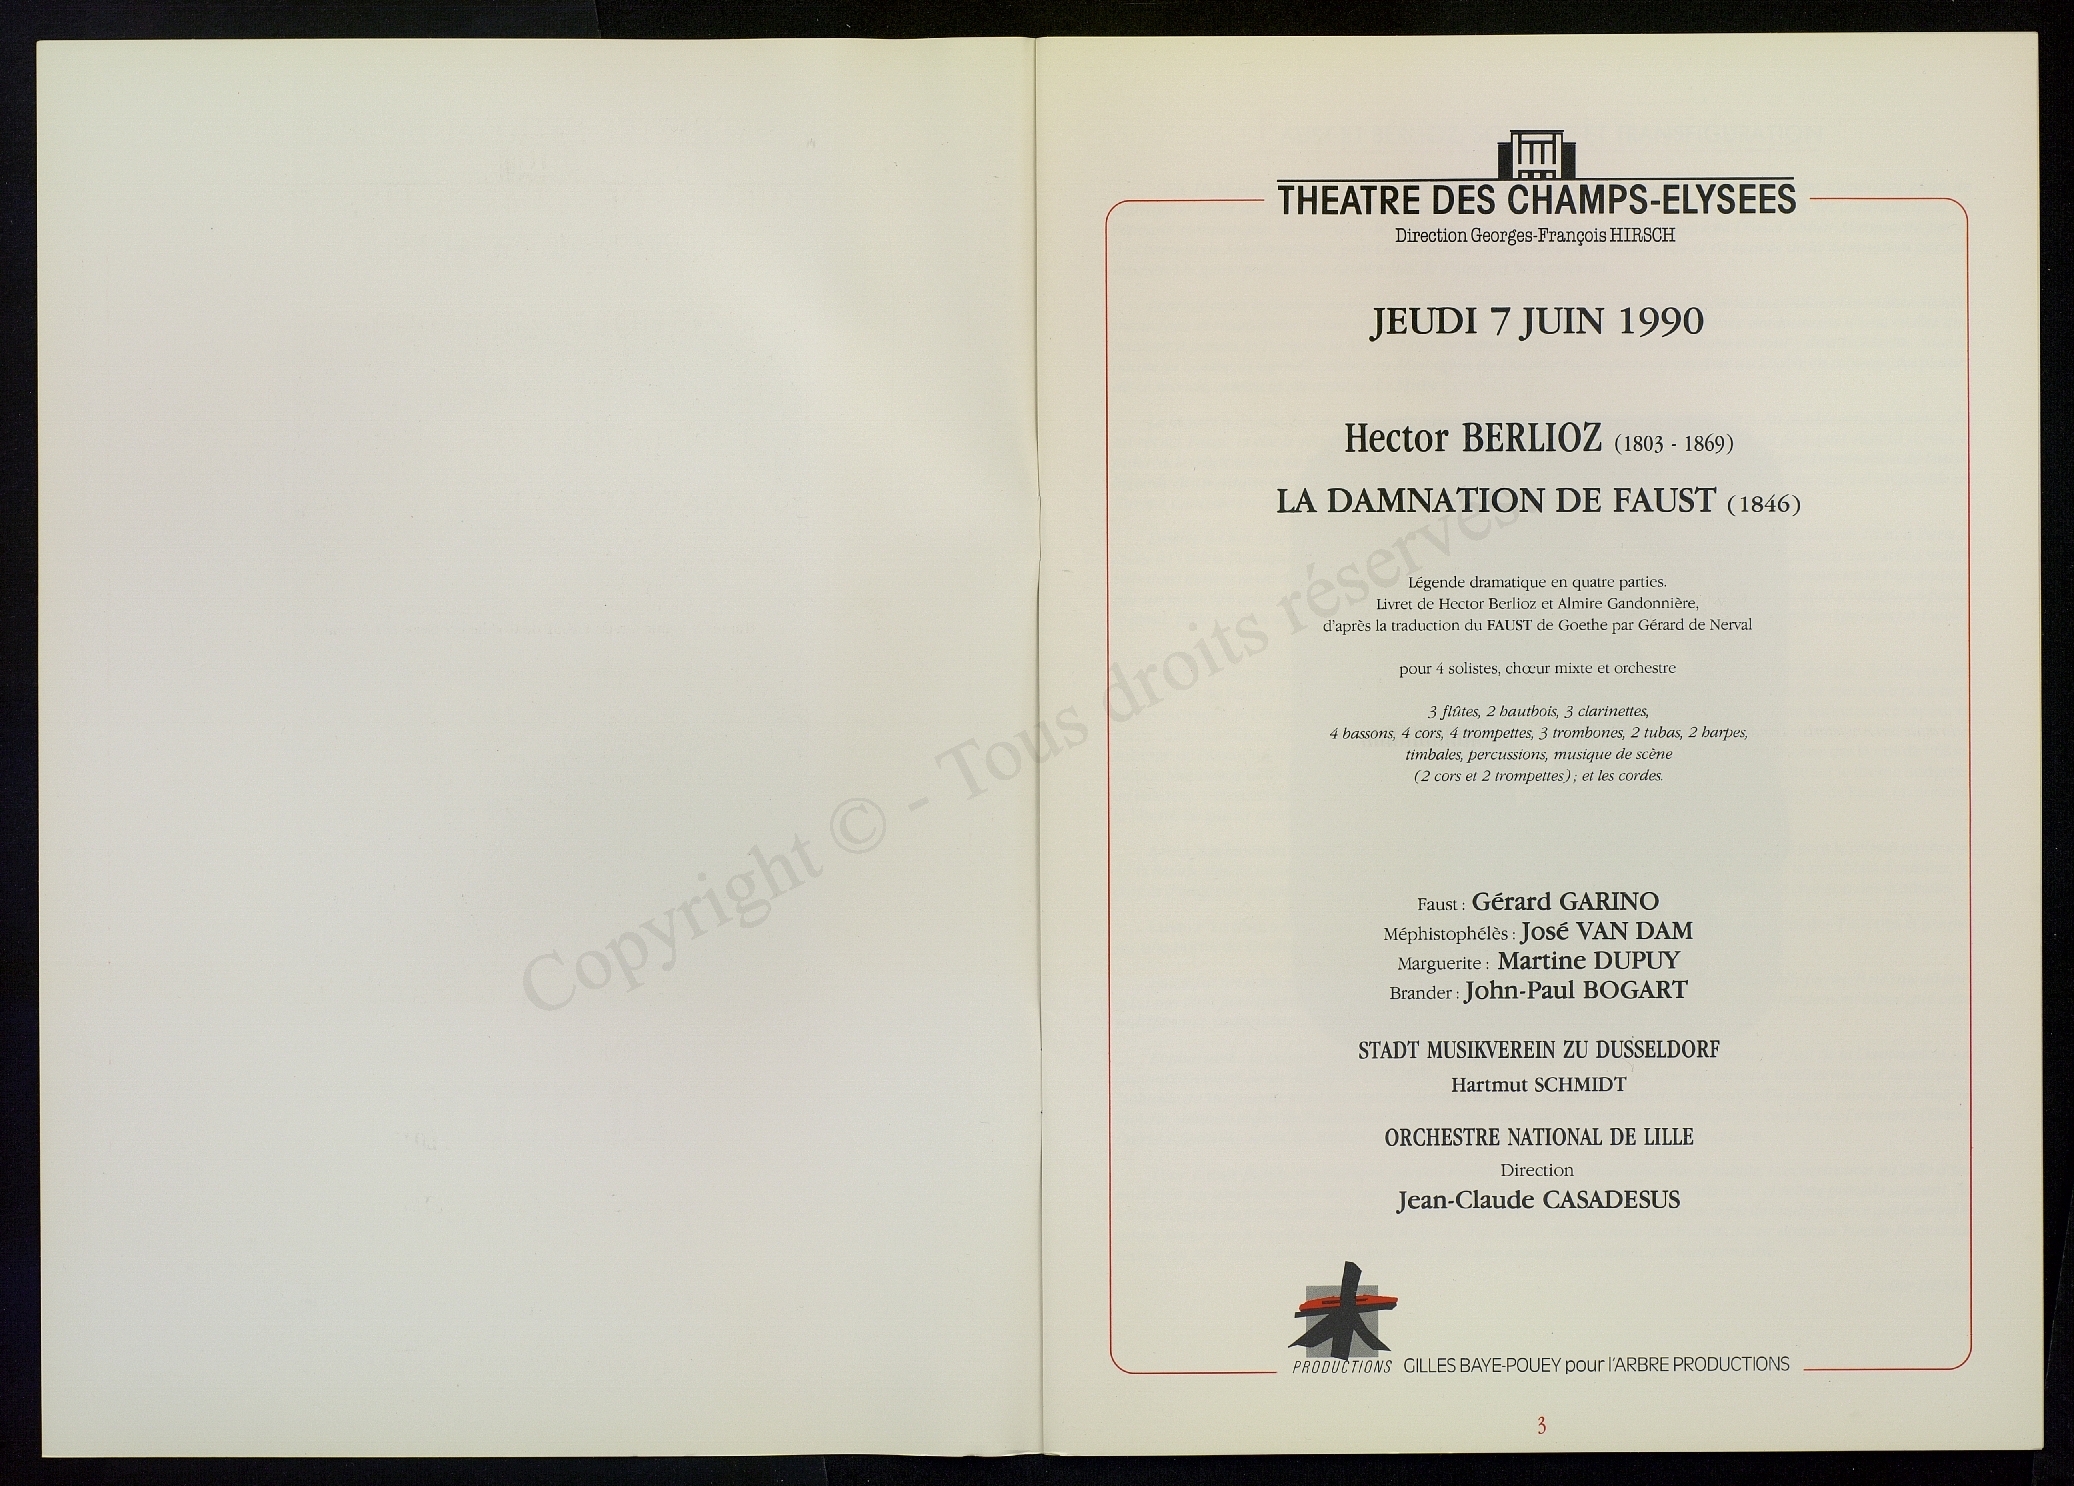 THEATRE DES CHAMPS-ELYSEES
Direction Georges-François HIRSCH
JEUDI 7 JUIN 1990
Hector BERLIOZ (1803 - 1869)
LA DAMNATION DE FAUST (1846)
Légende dramatique en quatre parties.
Livret de Hector Berlioz et Almire Gandonnière,
d'après la traduction du FAUST de Goethe par Gérard de Nerval
pour 4 solistes, chœur mixte et orchestre
3 flûtes, 2 hautbois, 3 clarinettes,
4 bassons, 4 cors, 4 trompettes, 3 trombones, 2 tubas, 2 harpes,
timbales, percussions, musique de scène
(2 cors et 2 trompettes) ; et les cordes.
Faust : Gérard GARINO
Méphistophélès : José VAN DAM
Marguerite : Martine DUPUY
Brander : John-Paul BOGART
STADT MUSIKVEREIN ZU DUSSELDORF
Hartmut SCHMIDT
ORCHESTRE NATIONAL DE LILLE
Direction
Jean-Claude CASADESUS
PRODUCTIONS GILLES BAYE-POUEY pour l'ARBRE PRODUCTIONS
3
Copyright © - Tous droits réservés